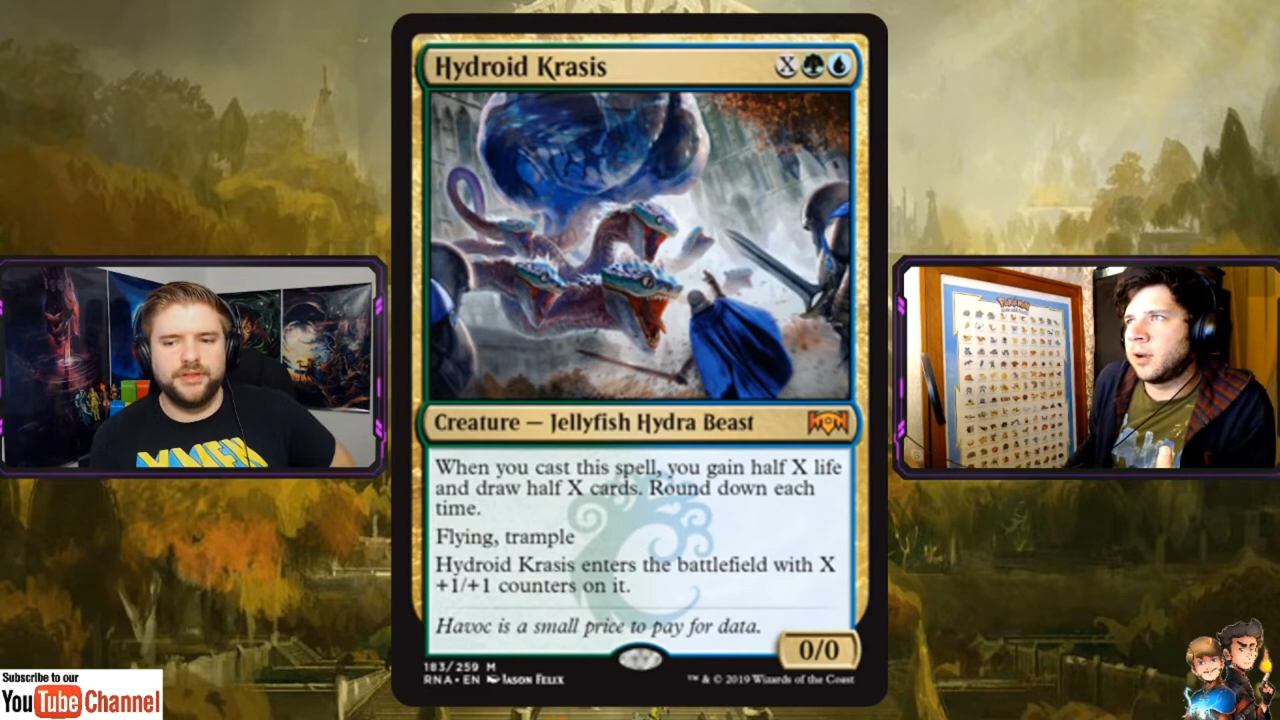 Hydroid Krasis
X
Creature — Jellyfish Hydra Beast
When you cast this spell, you gain half X life
and draw half X cards. Round down each
time.
Flying, trample
Hydroid Krasis enters the battlefield with X
+1/+1 counters on it.
Havoc is a small price to pay for data.
0/0
183/259 M
RNA • EN Jason Felix
™ & © 2019 Wizards of the Coast
POKÉMON
XMEN
Subscribe to our
YouTube Channel